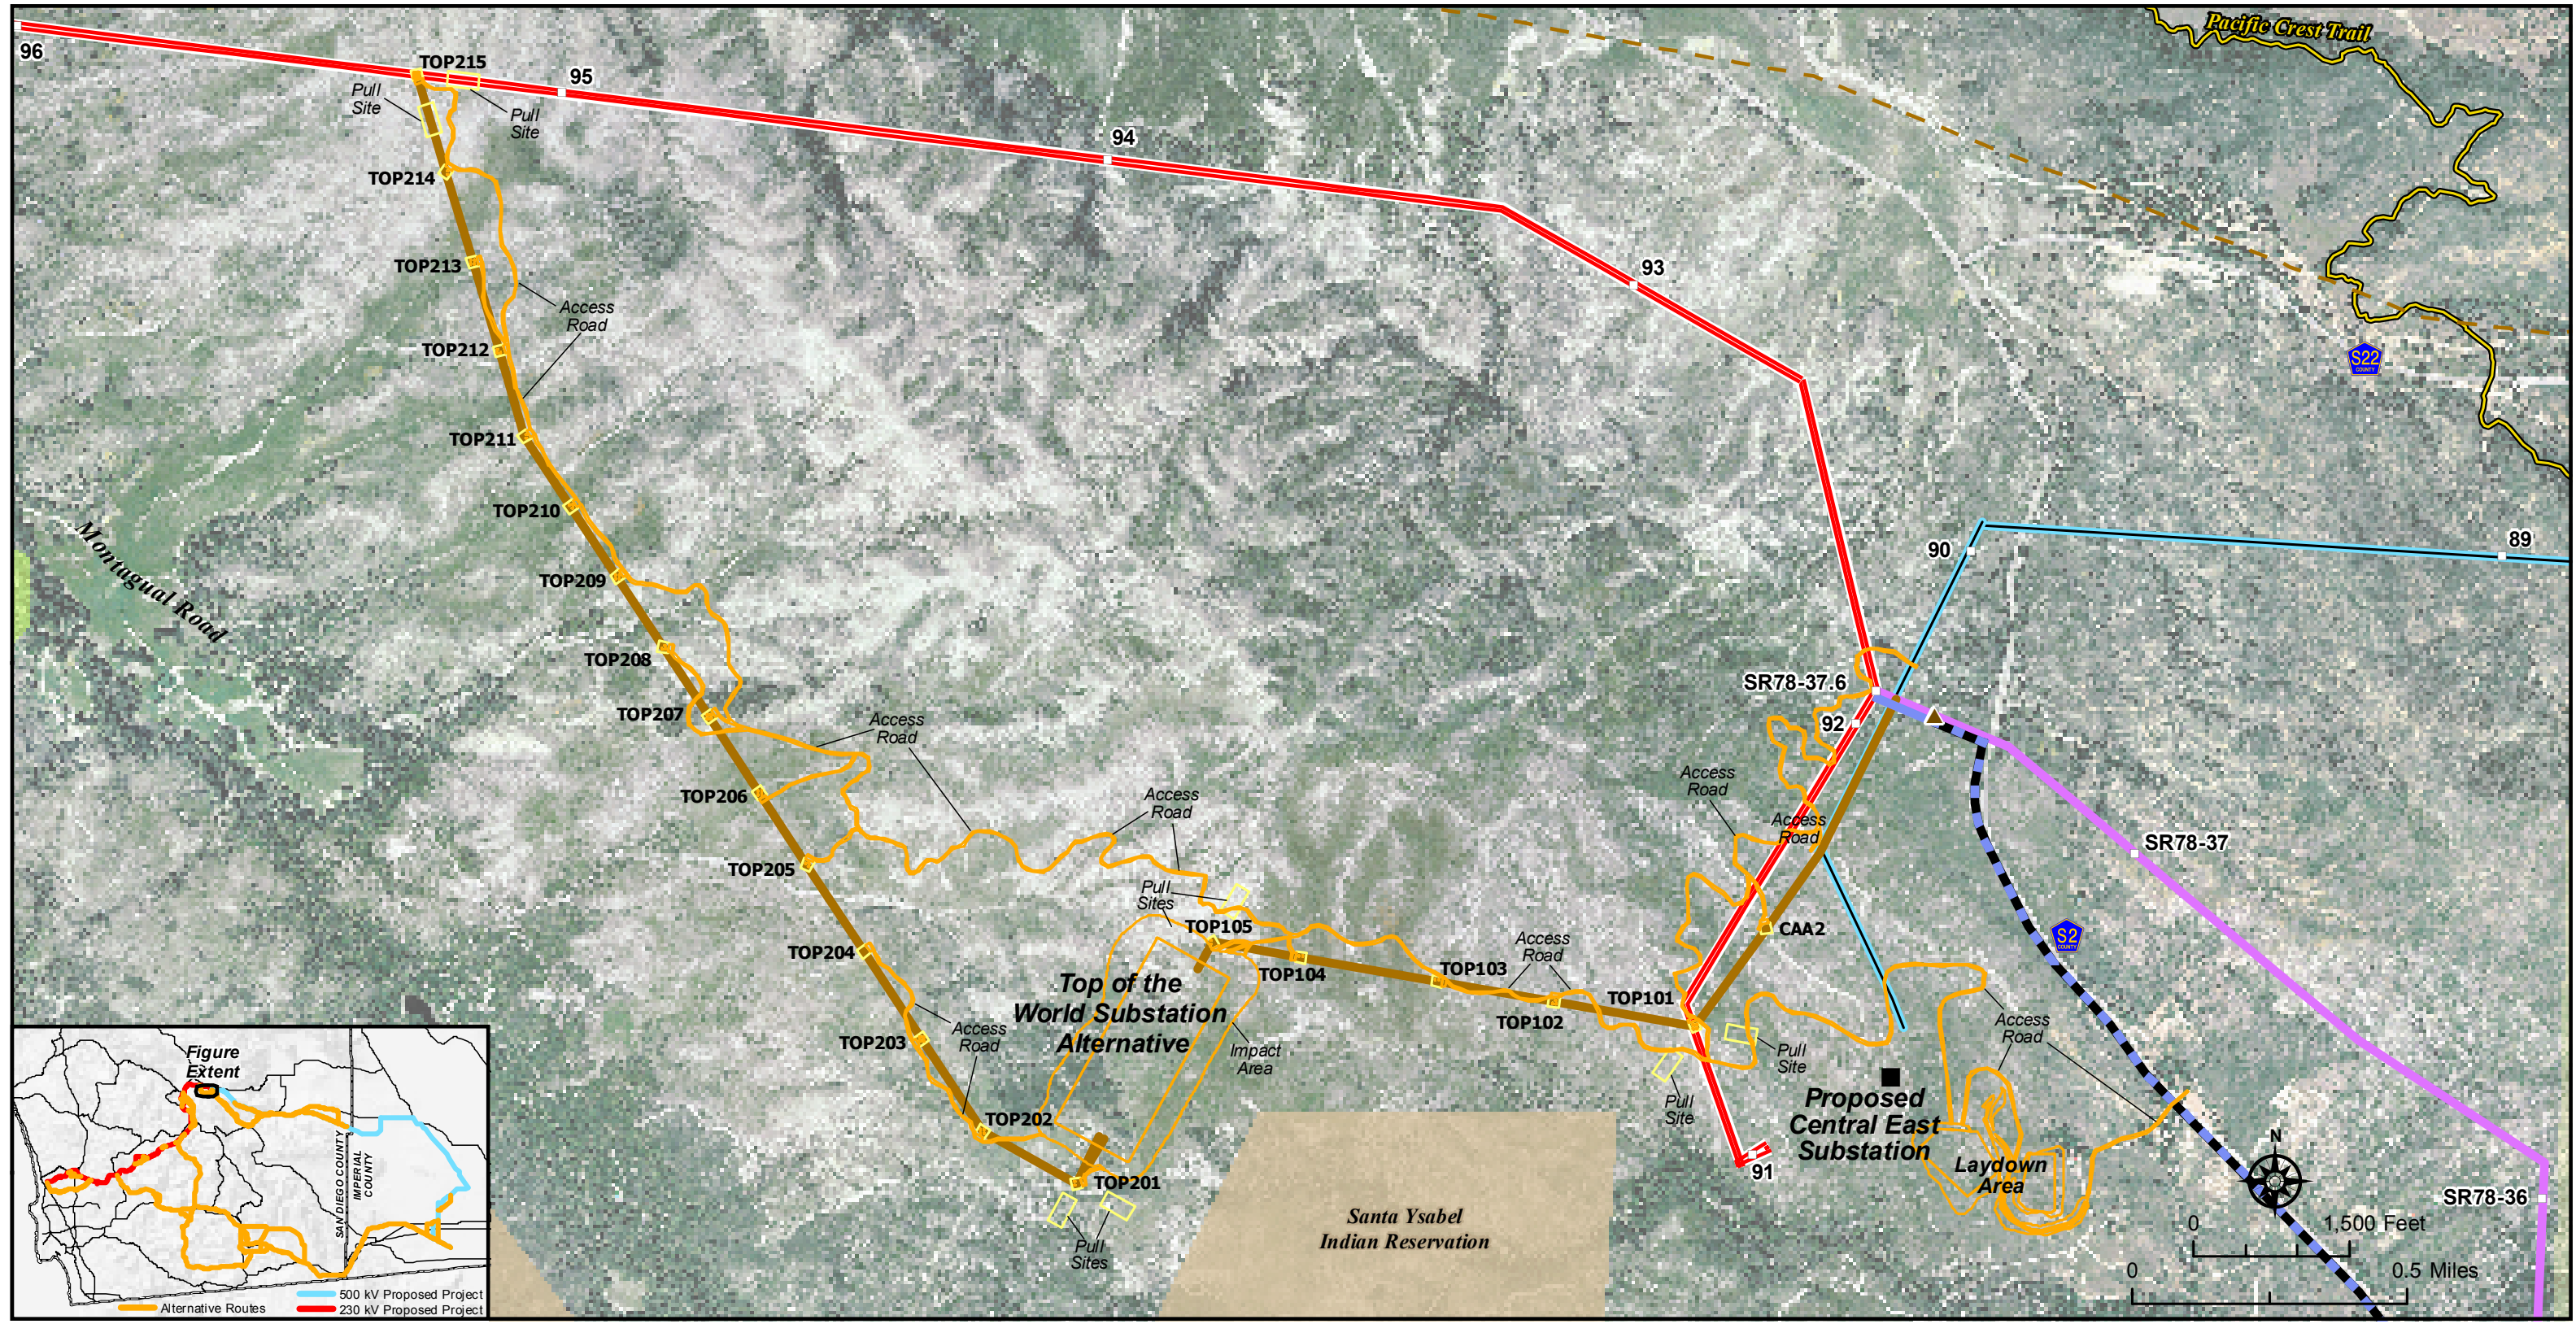 Pacific Crest Trail
96
TOP215
95
Pull
Site
Pull
Site
94
TOP214
TOP213
93
Access
Road
TOP212
S22
COUNTY
TOP211
TOP210
Montagual Road
90
89
TOP209
TOP208
SR78-37.6
TOP207
92
Access
Road
Access
Road
TOP206
Access
Road
Access
Road
SR78-37
TOP205
Pull
Sites
TOP105
CAA2
S2
COUNTY
TOP204
TOP104
TOP103
Access
Road
Top of the
World Substation
Alternative
TOP101
TOP102
TOP203
Access
Road
Impact
Area
Access
Road
Pull
Site
Pull
Site
Proposed
Central East
Substation
TOP202
Laydown
Area
91
TOP201
Pull
Sites
Santa Ysabel
Indian Reservation
SR78-36
N
0 1,500 Feet
0 0.5 Miles
Figure
Extent
SAN DIEGO COUNTY
IMPERIAL
COUNTY
500 kV Proposed Project
Alternative Routes
230 kV Proposed Project